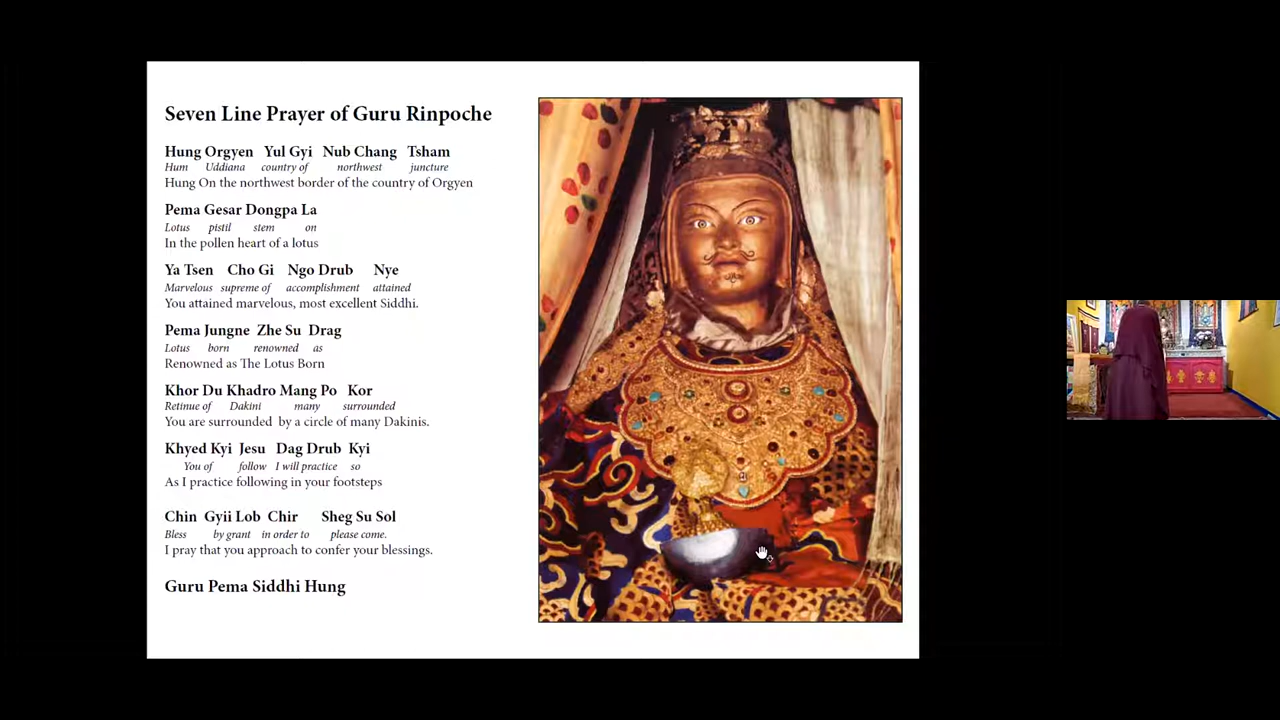 Seven Line Prayer of Guru Rinpoche
Hung Orgyen Yul Gyi Nub Chang Tsham
Hum Uddiana country of northwest juncture
Hung On the northwest border of the country of Orgyen
Pema Gesar Dongpa La
Lotus pistil stem on
In the pollen heart of a lotus
Ya Tsen Cho Gi Ngo Drub Nye
Marvelous supreme of accomplishment attained
You attained marvelous, most excellent Siddhi.
Pema Jungne Zhe Su Drag
Lotus born renowned as
Renowned as The Lotus Born
Khor Du Khadro Mang Po Kor
Retinue of Dakini many surrounded
You are surrounded by a circle of many Dakinis.
Khyed Kyi Jesu Dag Drub Kyi
You of follow I will practice so
As I practice following in your footsteps
Chin Gyii Lob Chir Sheg Su Sol
Bless by grant in order to please come.
I pray that you approach to confer your blessings.
Guru Pema Siddhi Hung